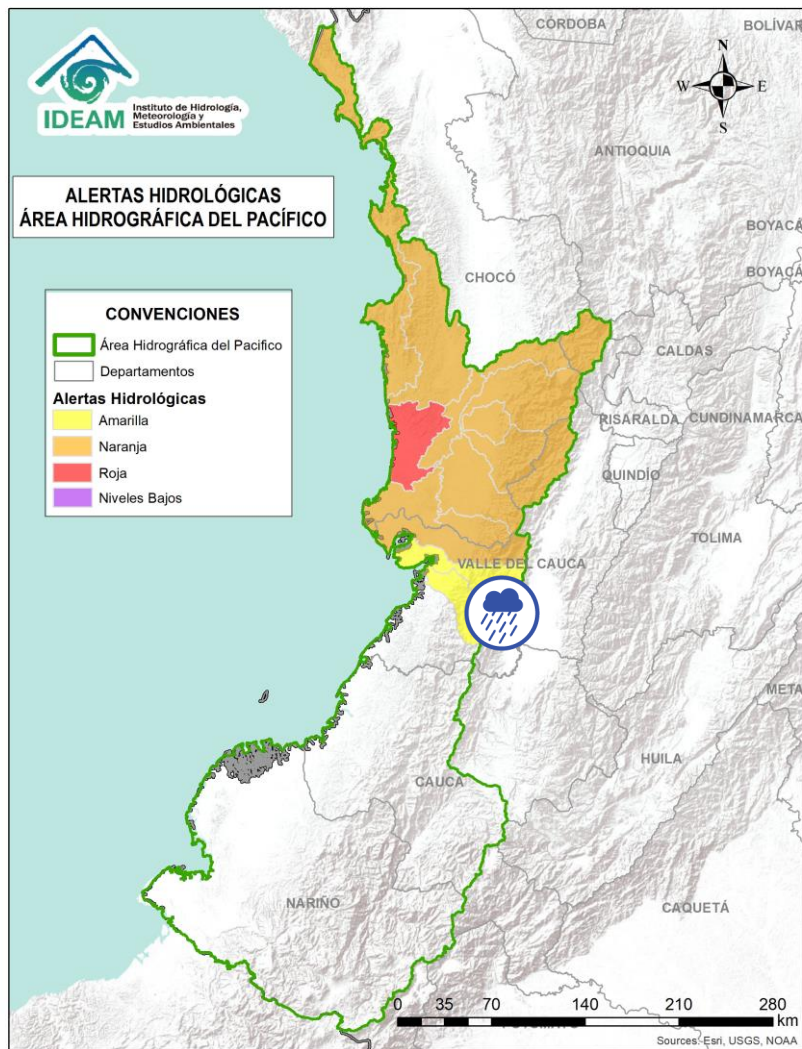 IDEAM
Instituto de Hidrología,
Meteorología y
Estudios Ambientales
ALERTAS HIDROLÓGICAS
ÁREA HIDROGRÁFICA DEL PACÍFICO
CONVENCIONES
Área Hidrográfica del Pacifico
Departamentos
Alertas Hidrológicas
Amarilla
Naranja
Roja
Niveles Bajos
N
W
E
S
CÓRDOBA
BOLÍVAR
ANTIOQUIA
BOYACÁ
BOYACÁ
CHOCÓ
CALDAS
RISARALDA
CUNDINAMARCA
QUINDÍO
TOLIMA
VALLE DEL CAUCA
META
HUILA
CAUCA
NARIÑO
CAQUETÁ
0 35 70 140 210 280
km
Sources: Esri, USGS, NOAA